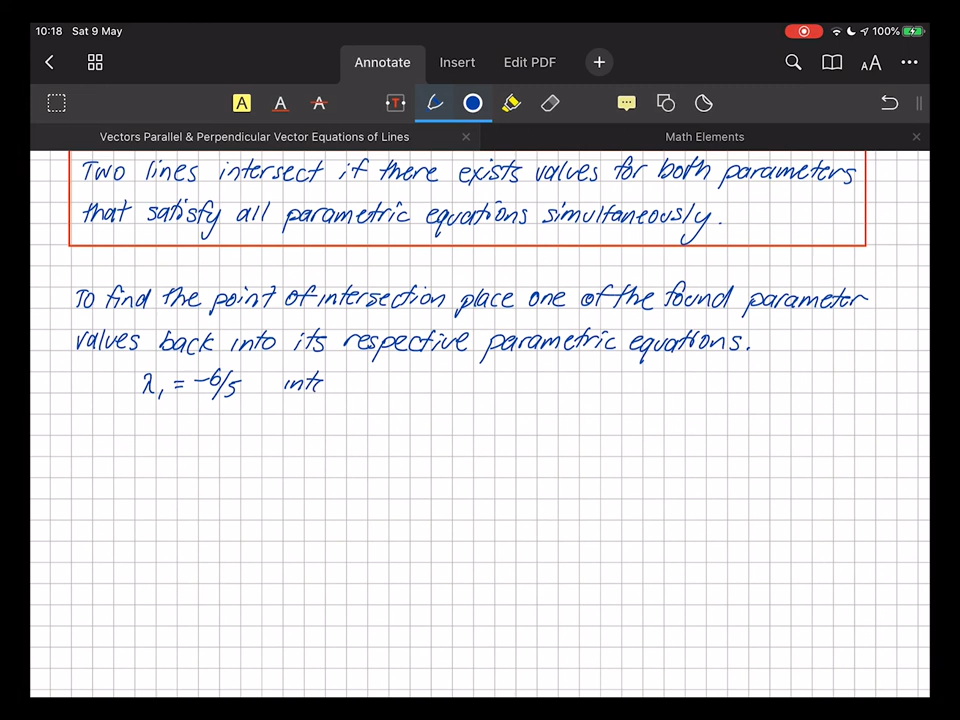 10:18 Sat 9 May 100%
Annotate Insert Edit PDF
Vectors Parallel & Perpendicular Vector Equations of Lines Math Elements
Two lines intersect if there exists values for both parameters
that satisfy all parametric equations simultaneously.
To find the point of intersection place one of the found parameter
values back into its respective parametric equations.
λ₁ = -6/5 into